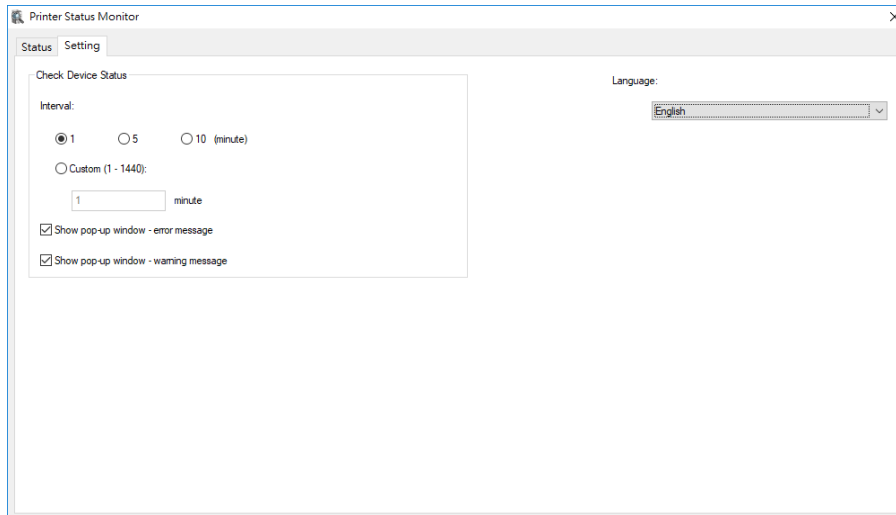 Printer Status Monitor
Status Setting
Check Device Status
Interval:
1 5 10 (minute)
Custom (1 - 1440):
1 minute
Show pop-up window - error message
Show pop-up window - warning message
Language:
English